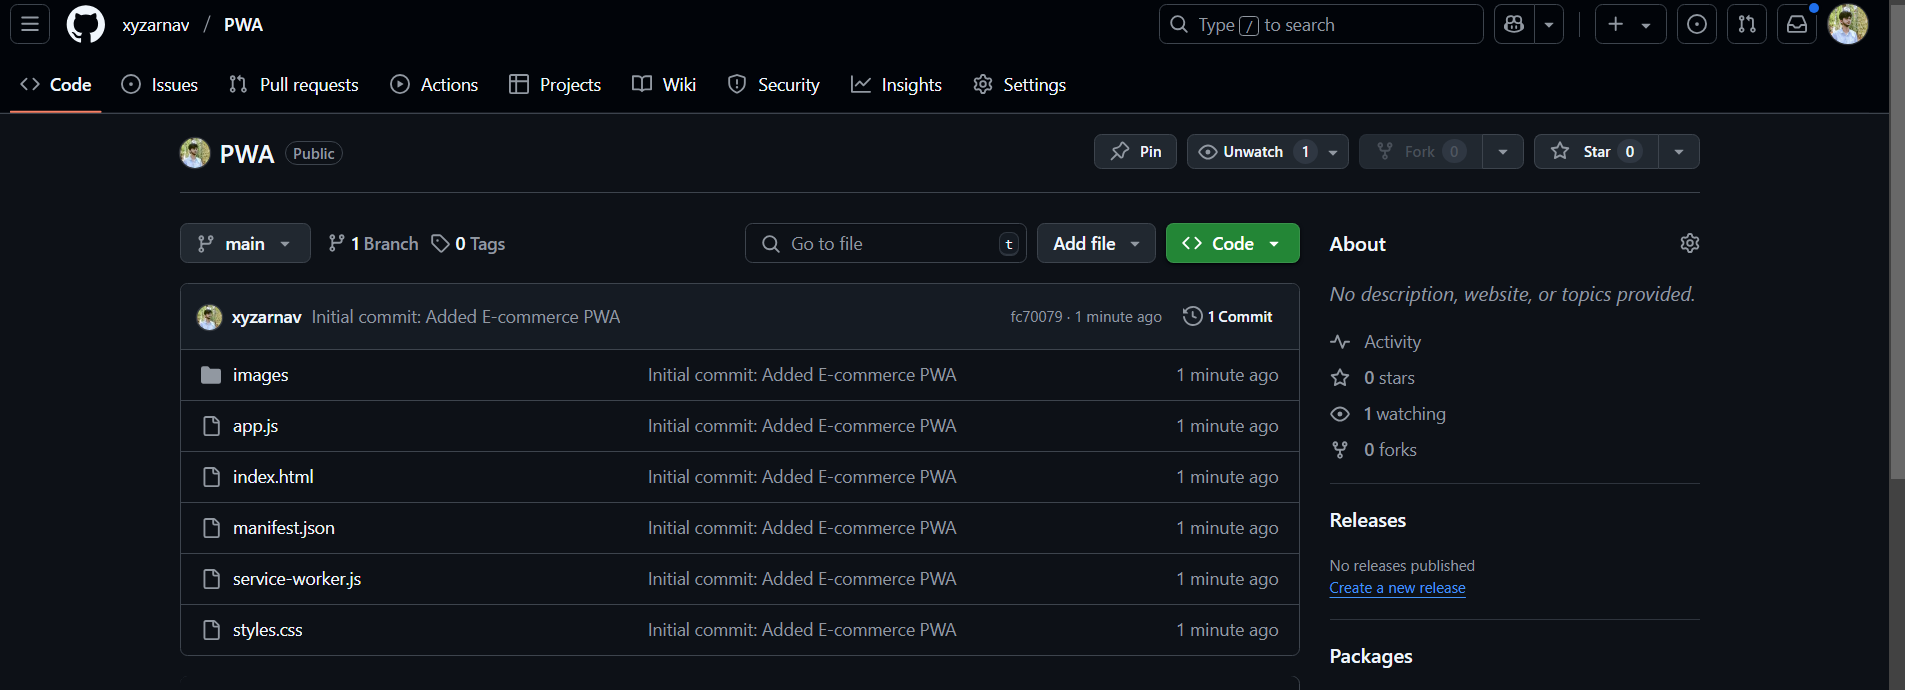 xyzarnav / PWA
Type / to search
Code Issues Pull requests Actions Projects Wiki Security Insights Settings
PWA Public
Pin Unwatch 1 Fork 0 Star 0
main 1 Branch 0 Tags
Go to file t Add file Code
xyzarnav Initial commit: Added E-commerce PWA fc70079 · 1 minute ago 1 Commit
images Initial commit: Added E-commerce PWA 1 minute ago
app.js Initial commit: Added E-commerce PWA 1 minute ago
index.html Initial commit: Added E-commerce PWA 1 minute ago
manifest.json Initial commit: Added E-commerce PWA 1 minute ago
service-worker.js Initial commit: Added E-commerce PWA 1 minute ago
styles.css Initial commit: Added E-commerce PWA 1 minute ago
About
No description, website, or topics provided.
Activity
0 stars
1 watching
0 forks
Releases
No releases published
Create a new release
Packages